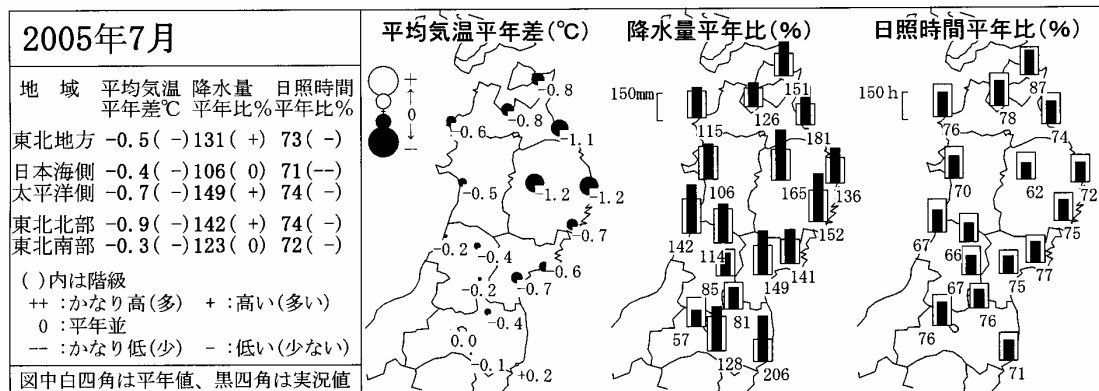 2005年7月
地 域 平均気温 降水量 日照時間
平年差℃ 平年比% 平年比%
東北地方 -0.5( -) 131( +) 73( -)
日本海側 -0.4( -) 106( 0) 71(--)
太平洋側 -0.7( -) 149( +) 74( -)
東北北部 -0.9( -) 142( +) 74( -)
東北南部 -0.3( -) 123( 0) 72( -)
( )内は階級
++ :かなり高(多) + :高い(多い)
0 :平年並
-- :かなり低(少) - :低い(少ない)
図中白四角は平年値、黒四角は実況値
平均気温平年差(℃)
+
0
-
-0.8
-0.8
-0.6
-1.1
-0.5
-1.2
-1.2
-0.7
-0.2
-0.4
-0.6
-0.7
-0.2
-0.4
0.0
-0.1
+0.2
降水量平年比(%)
150mm
151
126
115
181
106
165
136
152
142
114
141
149
85
81
57
128
206
日照時間平年比(%)
150h
87
78
76
74
70
62
72
75
67
66
77
75
67
76
76
71